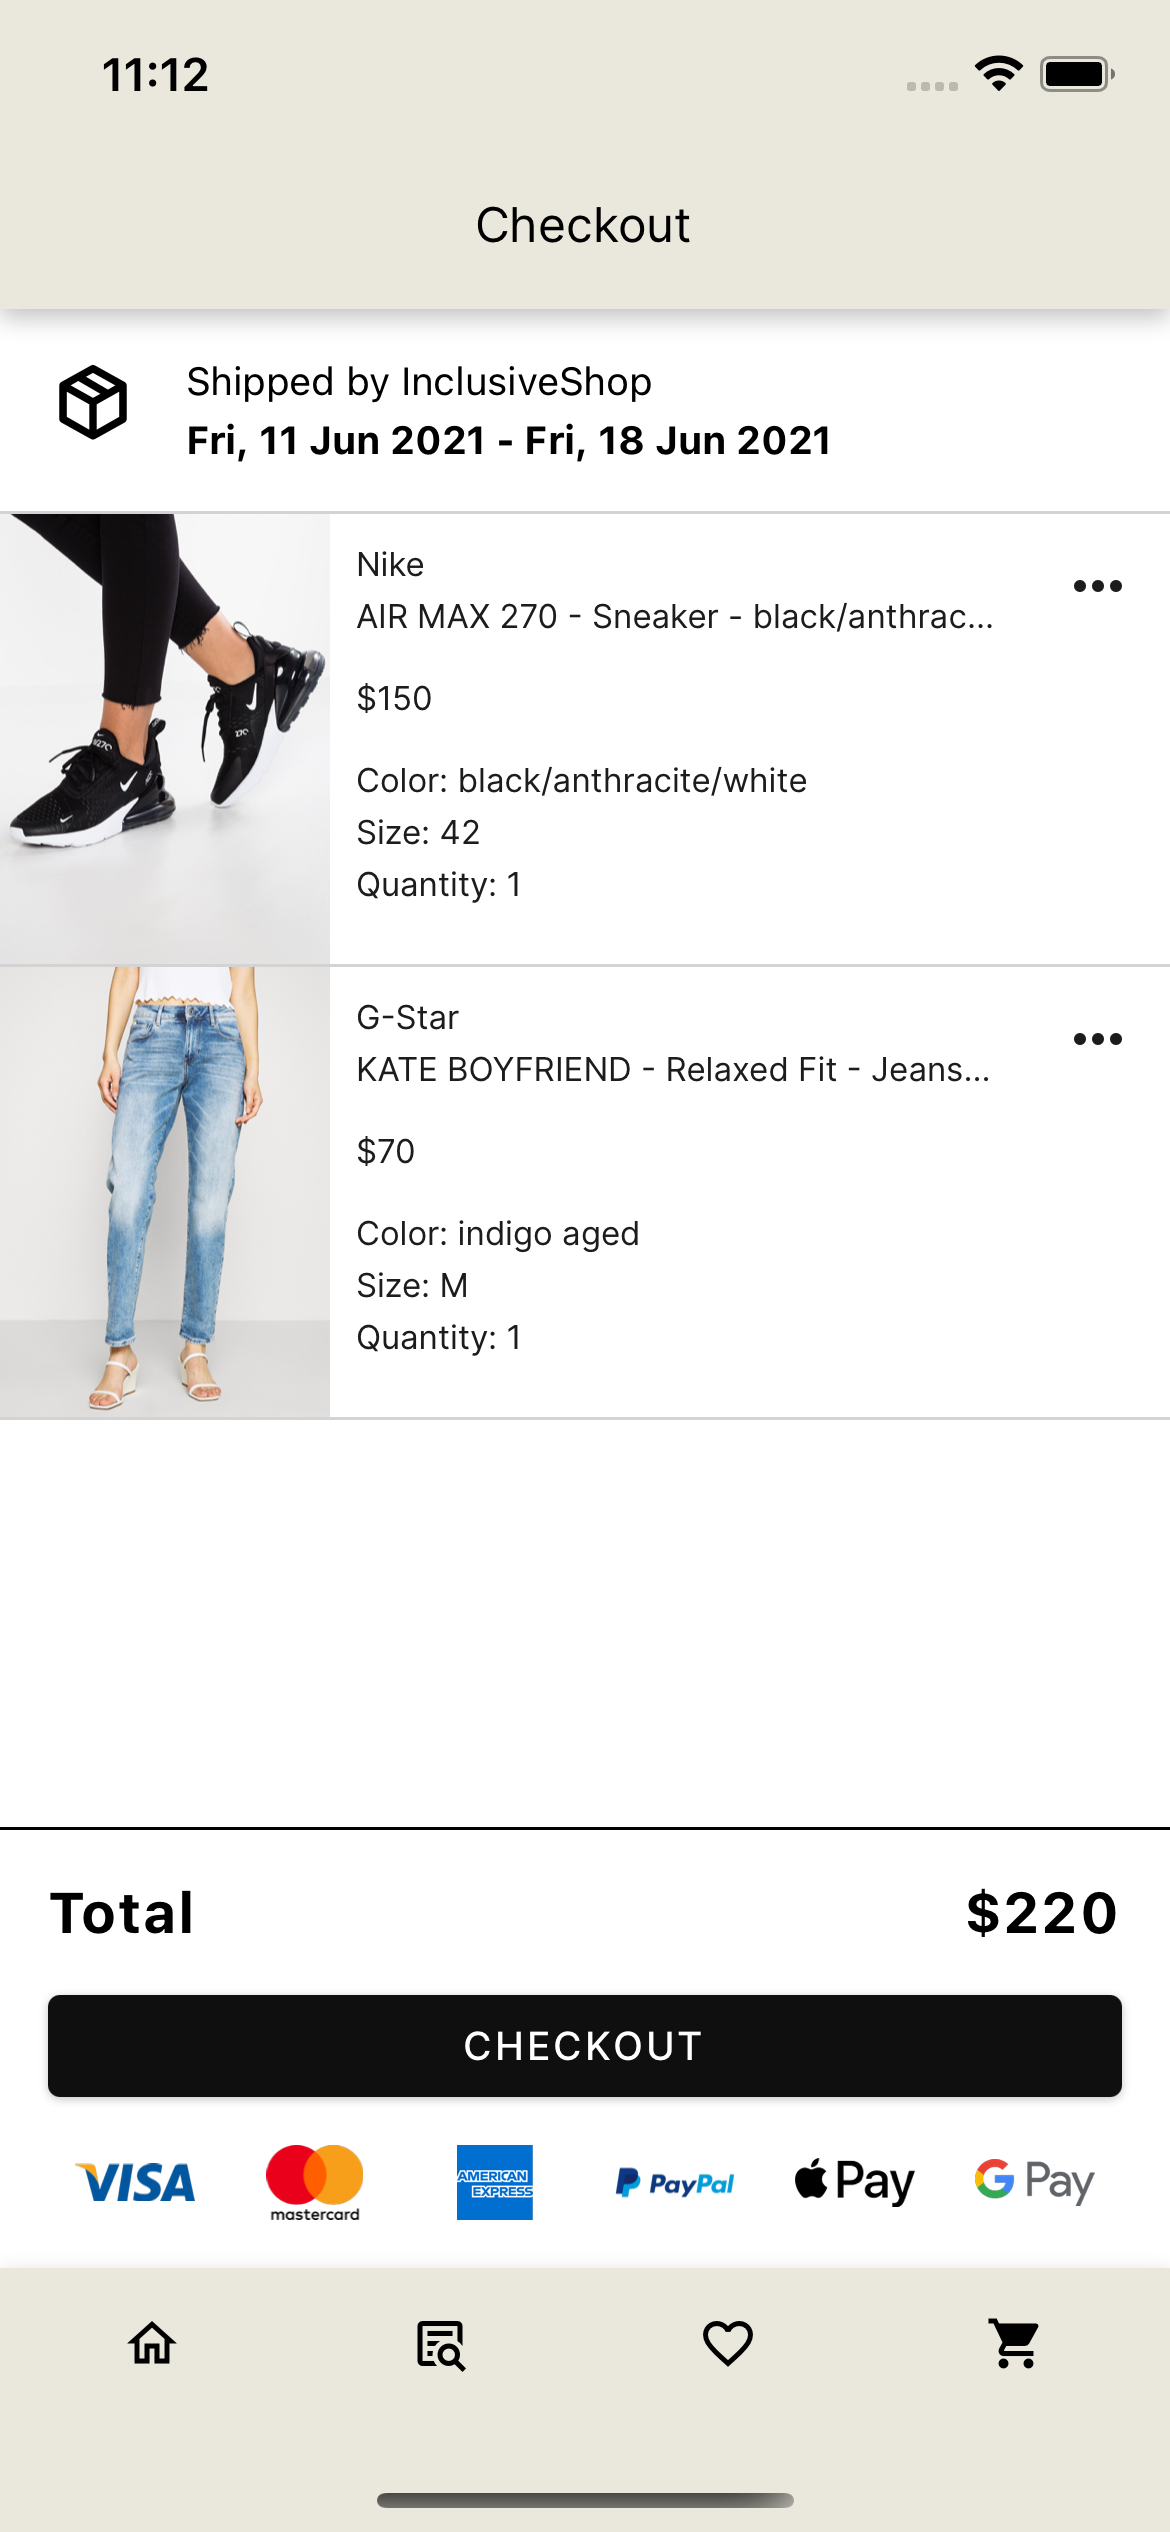 11:12
Checkout
Shipped by InclusiveShop
Fri, 11 Jun 2021 - Fri, 18 Jun 2021
Nike
AIR MAX 270 - Sneaker - black/anthrac...
$150
Color: black/anthracite/white
Size: 42
Quantity: 1
G-Star
KATE BOYFRIEND - Relaxed Fit - Jeans...
$70
Color: indigo aged
Size: M
Quantity: 1
Total $220
CHECKOUT
VISA
mastercard
AMERICAN
EXPRESS
PayPal
Pay
G Pay